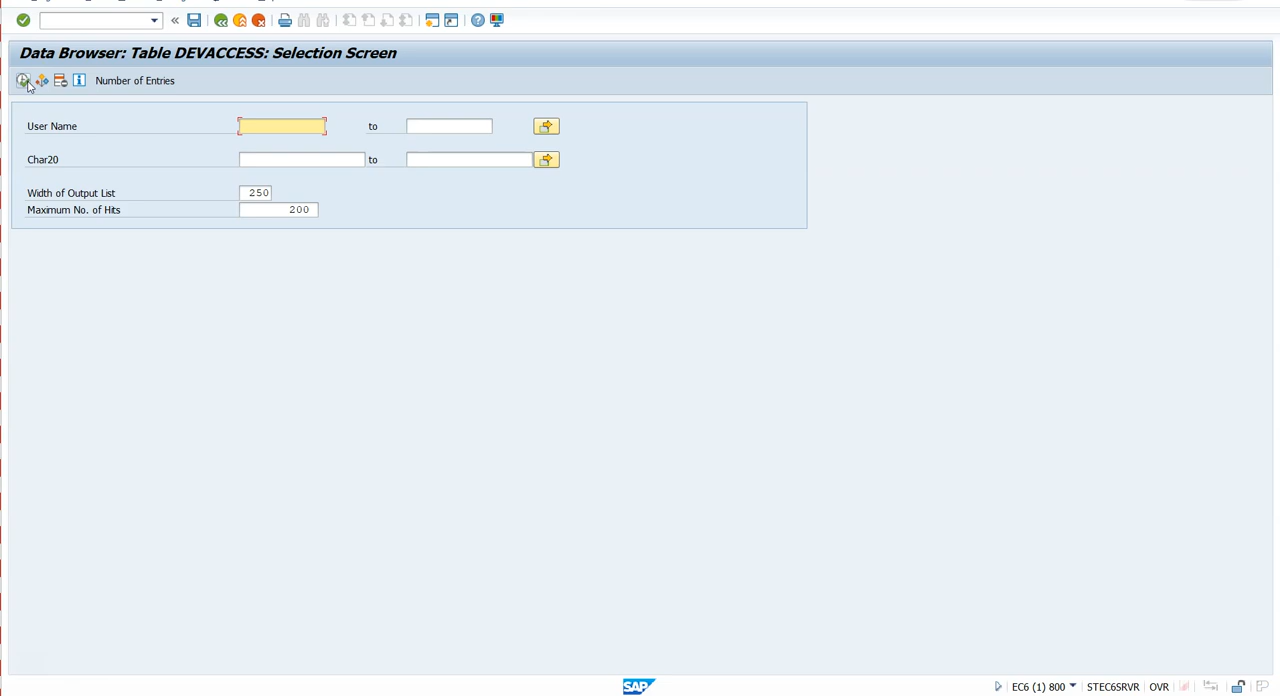 Data Browser: Table DEVACCESS: Selection Screen
Number of Entries
User Name to
Char20 to
Width of Output List 250
Maximum No. of Hits 200
SAP EC6 (1) 800 STEC6SRVR OVR